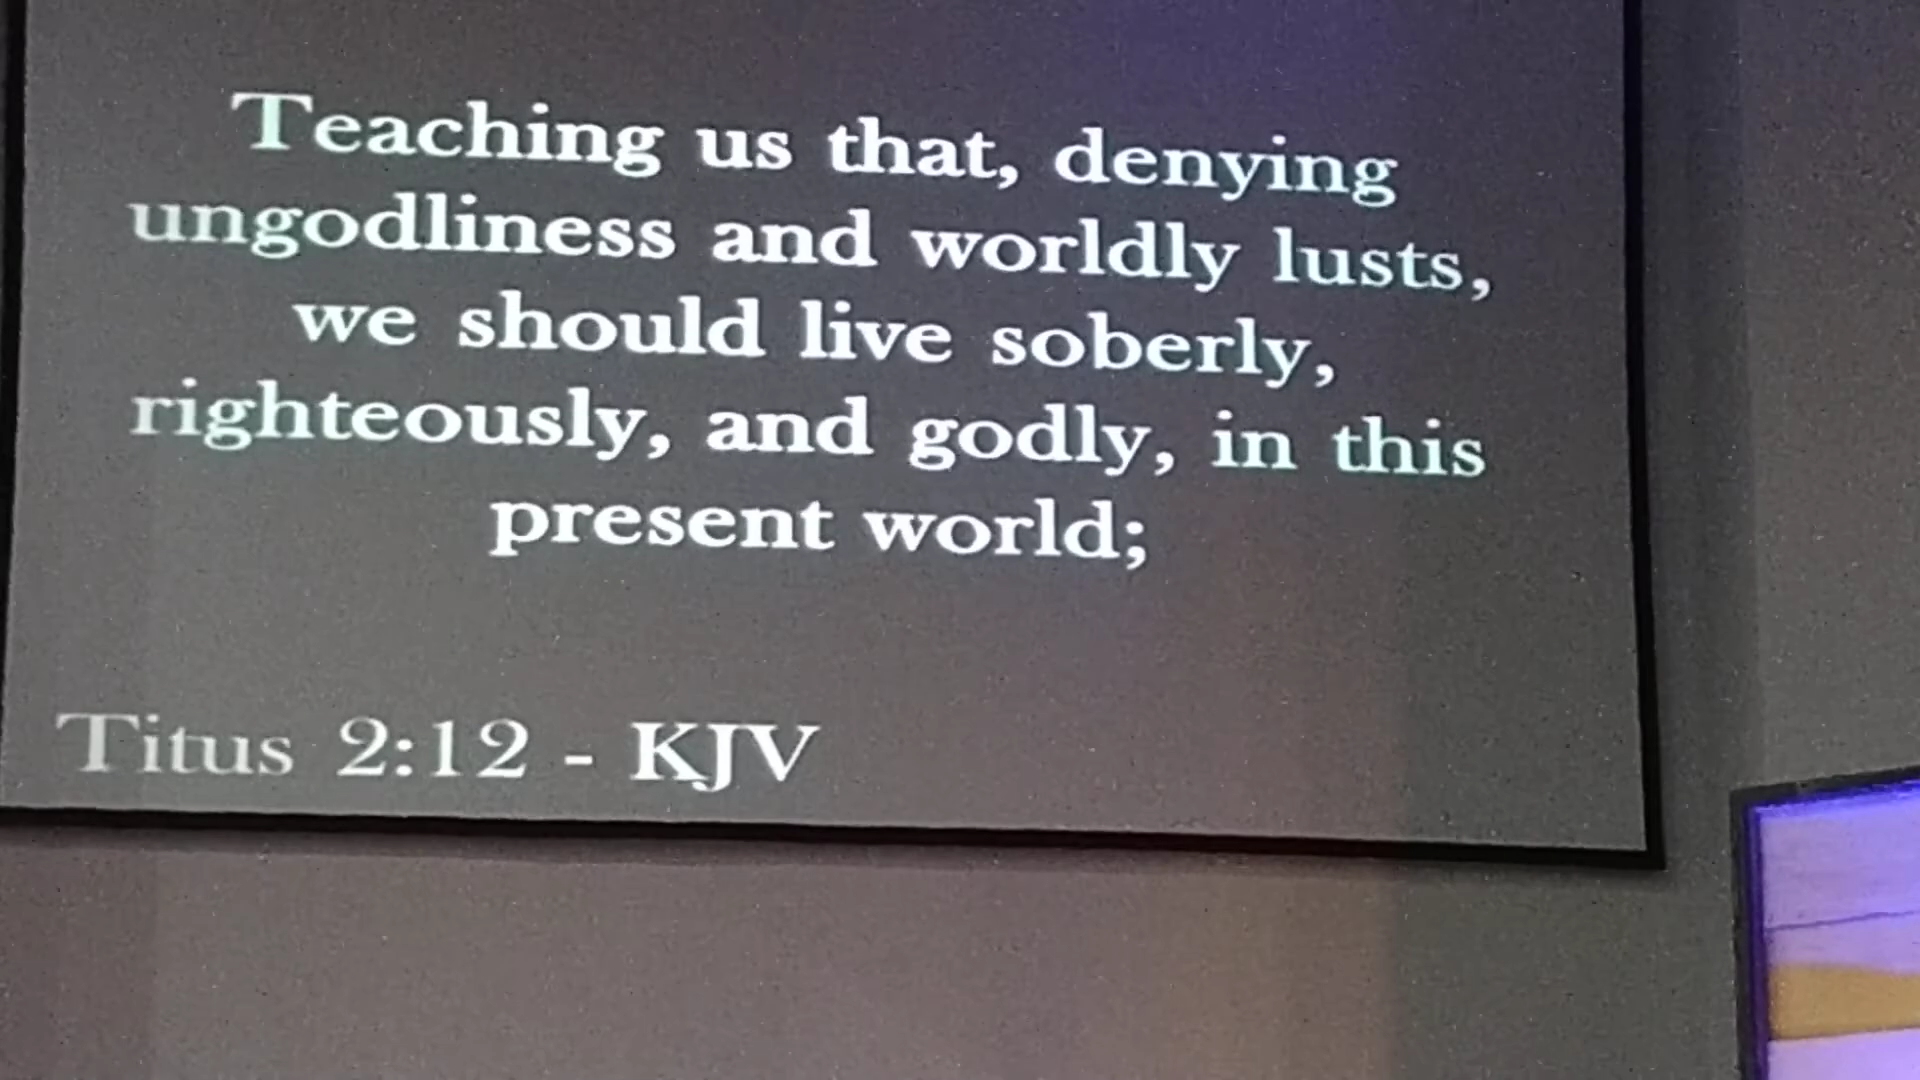 Teaching us that, denying
ungodliness and worldly lusts,
we should live soberly,
righteously, and godly, in this
present world;
Titus 2:12 - KJV